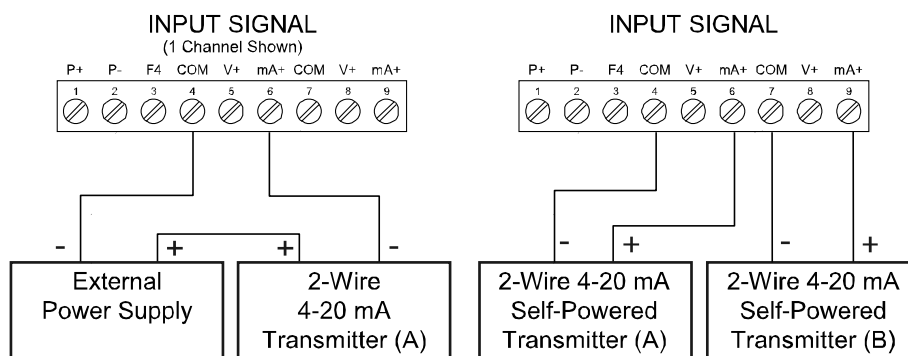 INPUT SIGNAL
(1 Channel Shown)
P+ P- F4 COM V+ mA+ COM V+ mA+
1 2 3 4 5 6 7 8 9
- + + -
External
Power Supply
2-Wire
4-20 mA
Transmitter (A)
INPUT SIGNAL
P+ P- F4 COM V+ mA+ COM V+ mA+
1 2 3 4 5 6 7 8 9
- + - +
2-Wire 4-20 mA
Self-Powered
Transmitter (A)
2-Wire 4-20 mA
Self-Powered
Transmitter (B)